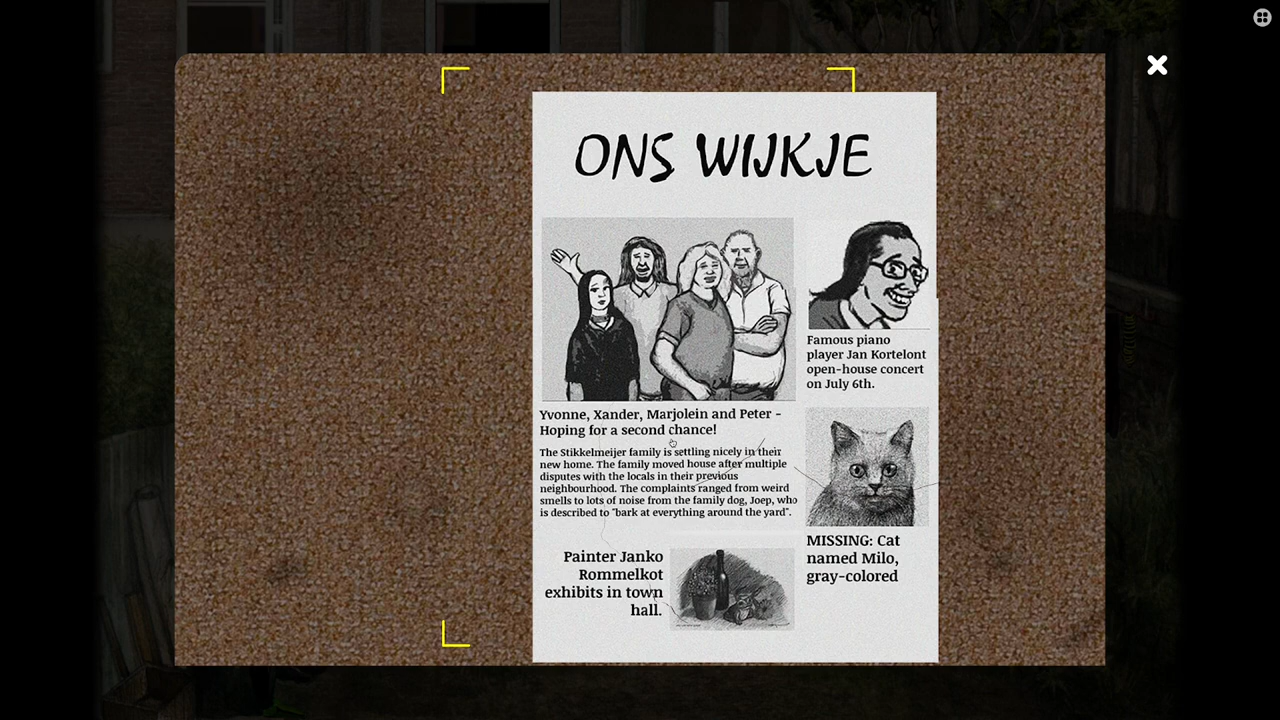 ONS WIJKJE
Yvonne, Xander, Marjolein and Peter -
Hoping for a second chance!
The Stikkelmeijer family is settling nicely in their
new home. The family moved house after multiple
disputes with the locals in their previous
neighbourhood. The complaints ranged from weird
smells to lots of noise from the family dog, Joep, who
is described to "bark at everything around the yard".
Painter Janko
Rommelkot
exhibits in town
hall.
Famous piano
player Jan Kortelont
open-house concert
on July 6th.
MISSING: Cat
named Milo,
gray-colored